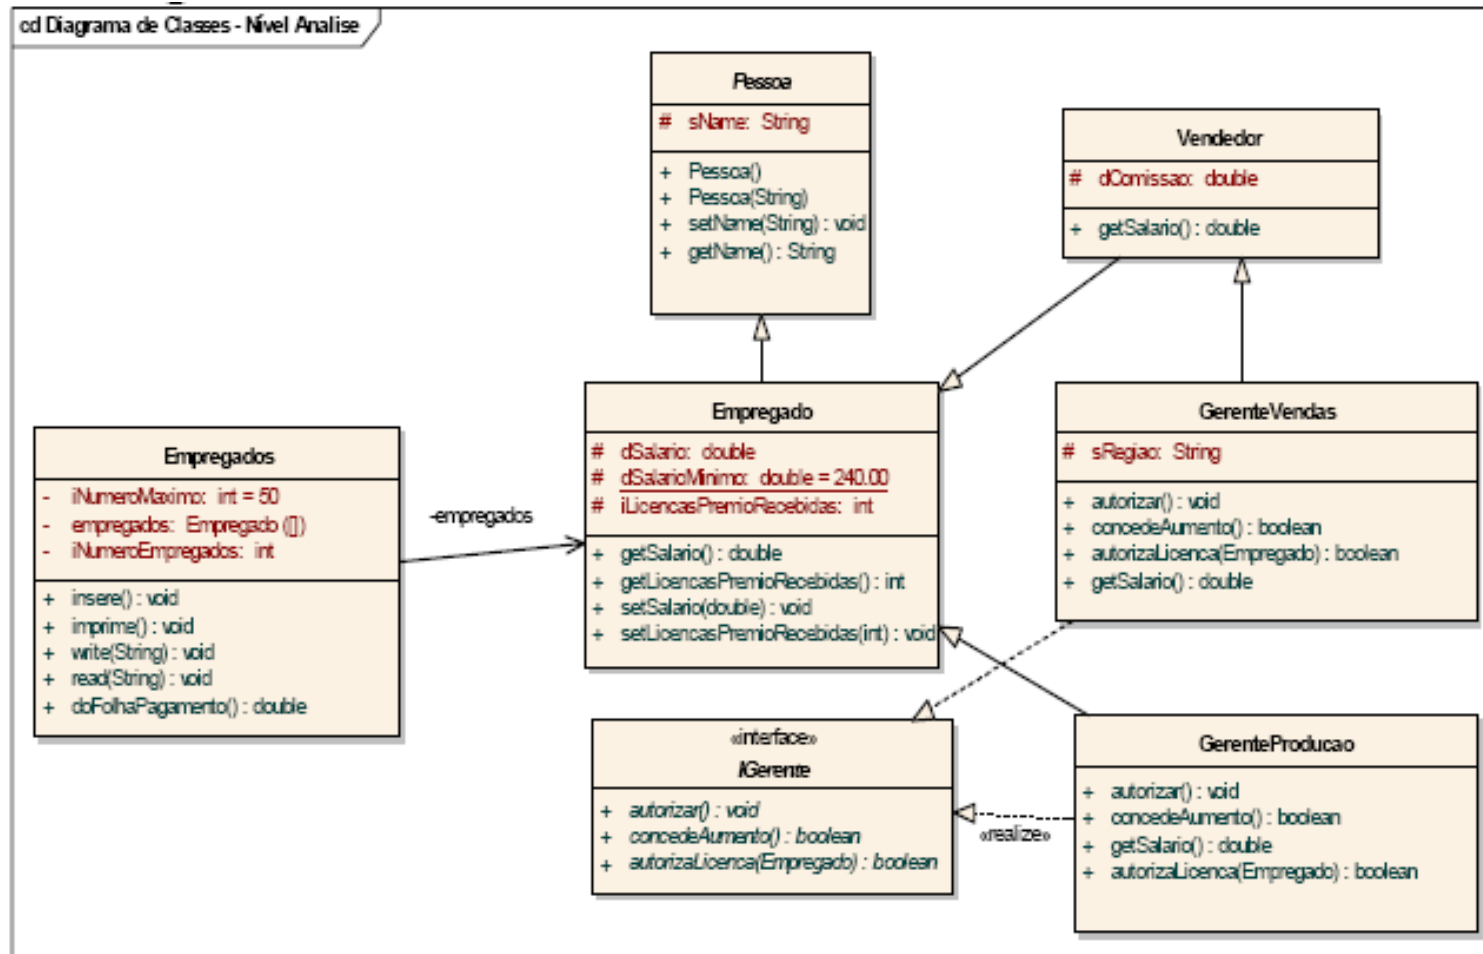 cd Diagrama de Classes - Nível Analise
Pessoa
# sName: String
+ Pessoa()
+ Pessoa(String)
+ setName(String) : void
+ getName() : String
Vendedor
# dComissao: double
+ getSalario() : double
Empregados
- iNumeroMaximo: int = 50
- empregados: Empregado ([])
- iNumeroEmpregados: int
+ insere() : void
+ imprime() : void
+ write(String) : void
+ read(String) : void
+ doFolhaPagamento() : double
-empregados
Empregado
# dSalario: double
# dSalarioMinimo: double = 240.00
# iLicencasPremioRecebidas: int
+ getSalario() : double
+ getLicencasPremioRecebidas() : int
+ setSalario(double) : void
+ setLicencasPremioRecebidas(int) : void
GerenteVendas
# sRegiao: String
+ autorizar() : void
+ concedeAumento() : boolean
+ autorizaLicenca(Empregado) : boolean
+ getSalario() : double
«interface»
IGerente
+ autorizar() : void
+ concedeAumento() : boolean
+ autorizaLicenca(Empregado) : boolean
«realize»
GerenteProducao
+ autorizar() : void
+ concedeAumento() : boolean
+ getSalario() : double
+ autorizaLicenca(Empregado) : boolean